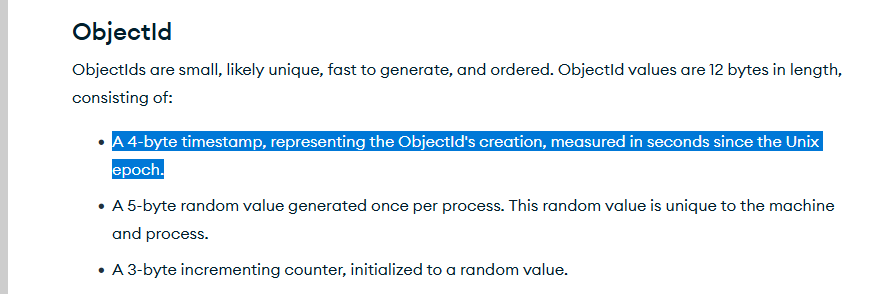 ObjectId
ObjectIds are small, likely unique, fast to generate, and ordered. ObjectId values are 12 bytes in length,
consisting of:
• A 4-byte timestamp, representing the ObjectId's creation, measured in seconds since the Unix
epoch.
• A 5-byte random value generated once per process. This random value is unique to the machine
and process.
• A 3-byte incrementing counter, initialized to a random value.